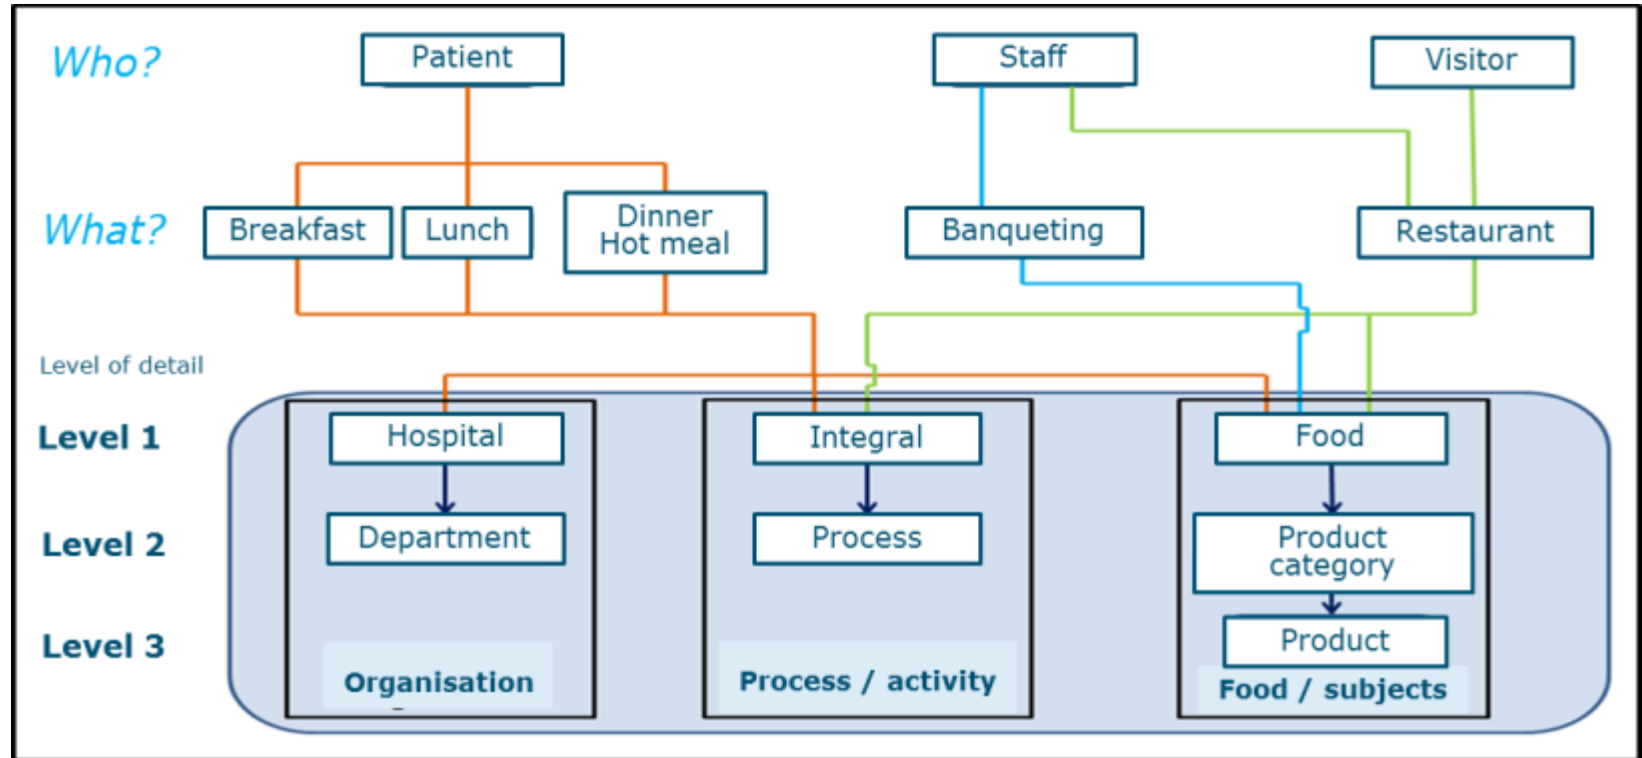 Who?
Patient
Staff
Visitor
What?
Breakfast
Lunch
Dinner
Hot meal
Banqueting
Restaurant
Level of detail
Level 1
Hospital
Integral
Food
Level 2
Department
Process
Product
category
Level 3
Product
Organisation
Process / activity
Food / subjects